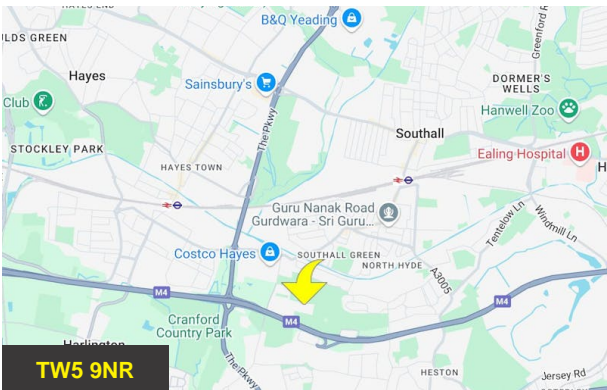 B&Q Yeading
ULDS GREEN
Greenford R
Hayes
DORMER'S
WELLS
Sainsbury's
Club
Hanwell Zoo
The Pkwy
Southall
STOCKLEY PARK
Ealing Hospital
H
H
HAYES TOWN
Guru Nanak Road
Gurdwara - Sri Guru...
Tentelow Ln
Windmill Ln
Costco Hayes
SOUTHALL GREEN
NORTH HYDE
A3005
M4
M4
M4
Cranford
Country Park
Harlington
The Pkwy
HESTON
Jersey Rd
TW5 9NR